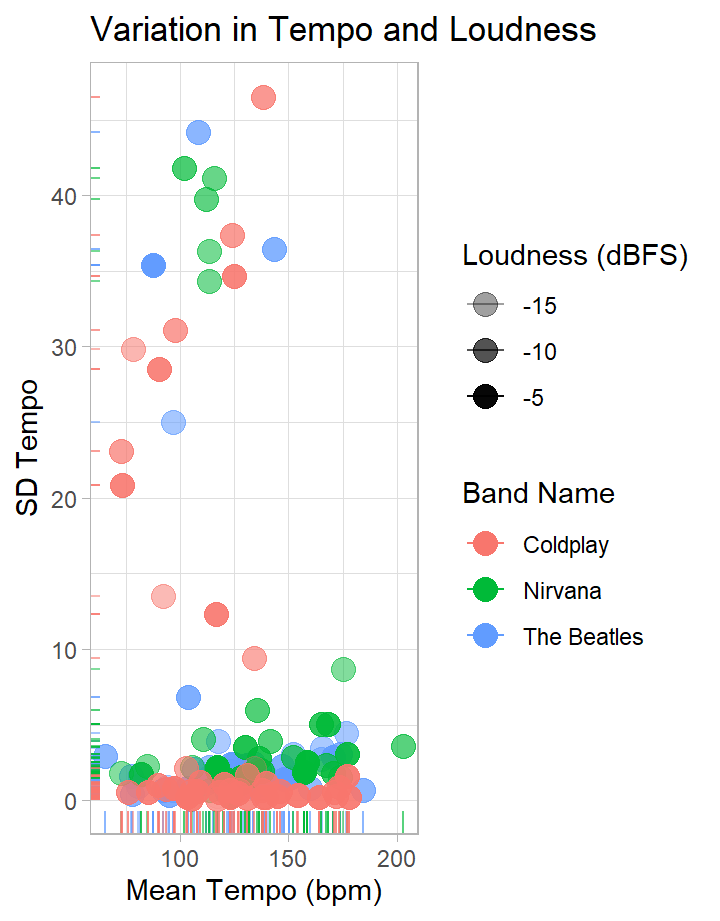 Variation in Tempo and Loudness
SD Tempo
40
30
20
10
0
100 150 200
Mean Tempo (bpm)
Loudness (dBFS)
-15
-10
-5
Band Name
Coldplay
Nirvana
The Beatles